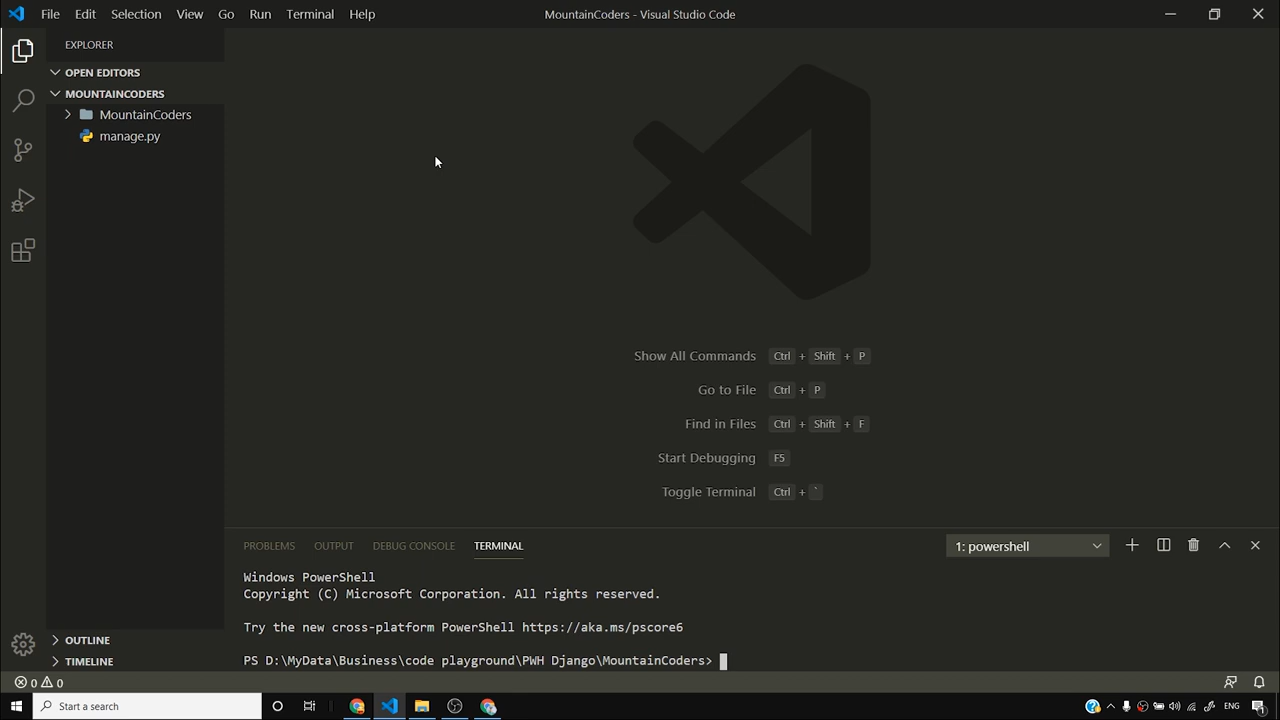 File Edit Selection View Go Run Terminal Help
MountainCoders - Visual Studio Code
EXPLORER
OPEN EDITORS
MOUNTAINCODERS
MountainCoders
manage.py
Show All Commands Ctrl + Shift + P
Go to File Ctrl + P
Find in Files Ctrl + Shift + F
Start Debugging F5
Toggle Terminal Ctrl + `
PROBLEMS OUTPUT DEBUG CONSOLE TERMINAL
1: powershell
Windows PowerShell
Copyright (C) Microsoft Corporation. All rights reserved.
Try the new cross-platform PowerShell https://aka.ms/pscore6
PS D:\MyData\Business\code playground\PWH Django\MountainCoders>
OUTLINE
TIMELINE
0 0
Start a search
ENG
1